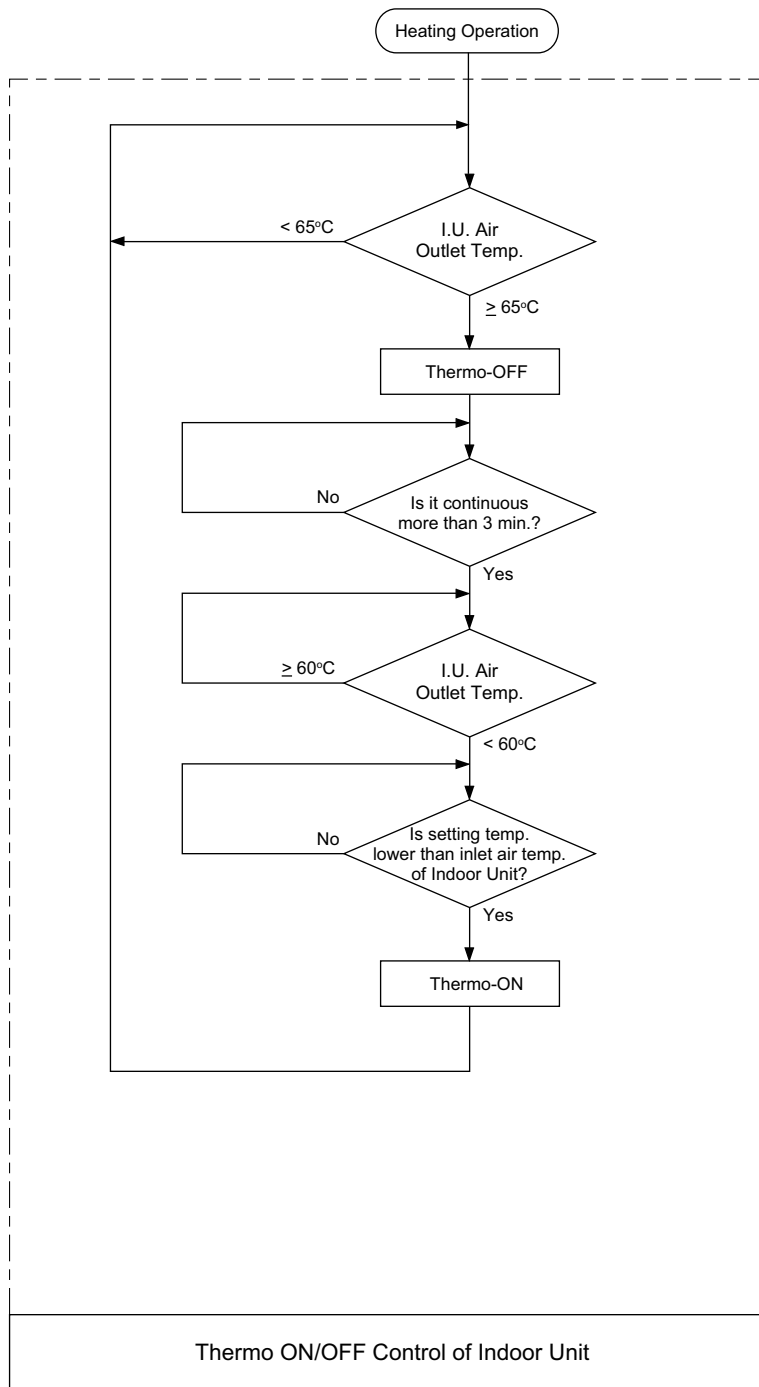 Heating Operation
< 65°C
I.U. Air
Outlet Temp.
≥ 65°C
Thermo-OFF
No
Is it continuous
more than 3 min.?
Yes
≥ 60°C
I.U. Air
Outlet Temp.
< 60°C
No
Is setting temp.
lower than inlet air temp.
of Indoor Unit?
Yes
Thermo-ON
Thermo ON/OFF Control of Indoor Unit